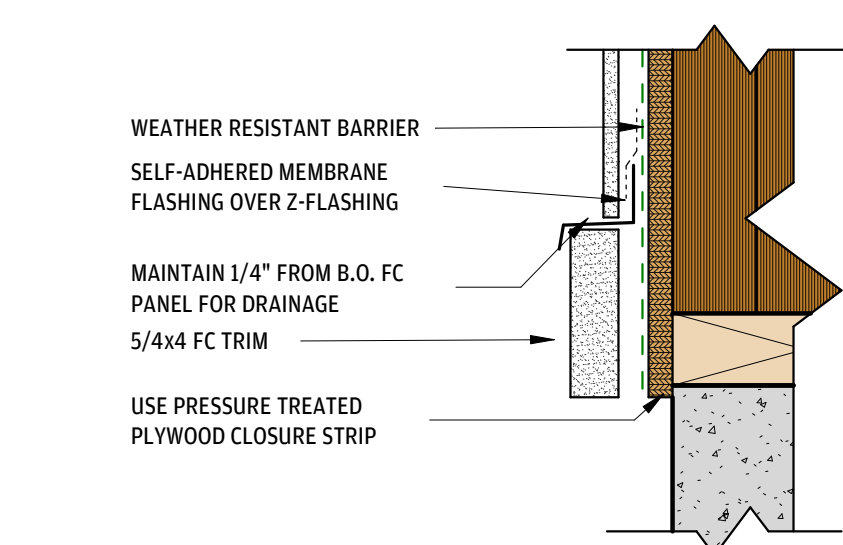 WEATHER RESISTANT BARRIER
SELF-ADHERED MEMBRANE
FLASHING OVER Z-FLASHING
MAINTAIN 1/4" FROM B.O. FC
PANEL FOR DRAINAGE
5/4x4 FC TRIM
USE PRESSURE TREATED
PLYWOOD CLOSURE STRIP